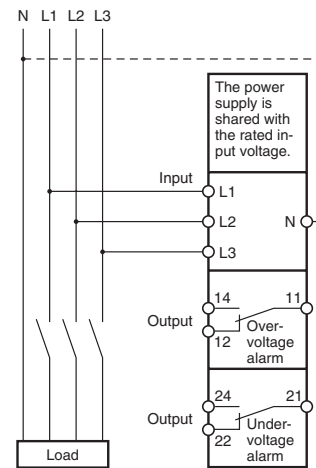 N L1 L2 L3
The power
supply is
shared with
the rated in-
put voltage.
Input
L1
L2
N
L3
14
11
Output
Over-
12
voltage
alarm
24
21
Output
Under-
22
voltage
alarm
Load